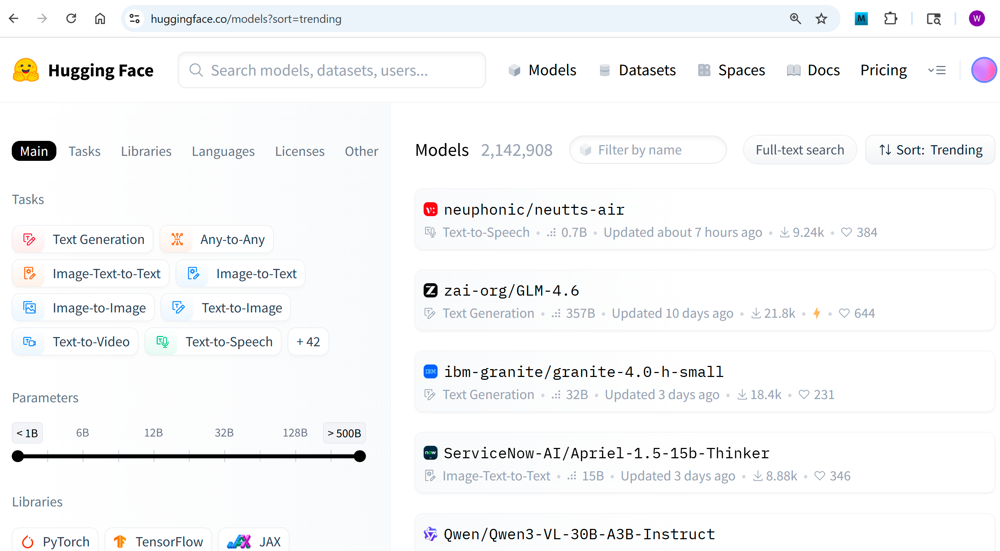 huggingface.co/models?sort=trending
M
W
Hugging Face
Search models, datasets, users...
Models
Datasets
Spaces
Docs
Pricing
Main
Tasks
Libraries
Languages
Licenses
Other
Tasks
Text Generation
Any-to-Any
Image-Text-to-Text
Image-to-Text
Image-to-Image
Text-to-Image
Text-to-Video
Text-to-Speech
+ 42
Parameters
< 1B
6B
12B
32B
128B
> 500B
Libraries
PyTorch
TensorFlow
JAX
Models 2,142,908
Filter by name
Full-text search
Sort: Trending
neuphonic/neutts-air
Text-to-Speech • 0.7B • Updated about 7 hours ago • 9.24k • 384
zai-org/GLM-4.6
Text Generation • 357B • Updated 10 days ago • 21.8k • • 644
IBM
ibm-granite/granite-4.0-h-small
Text Generation • 32B • Updated 3 days ago • 18.4k • 231
now
ServiceNow-AI/Apriel-1.5-15b-Thinker
Image-Text-to-Text • 15B • Updated 3 days ago • 8.88k • 346
Qwen/Qwen3-VL-30B-A3B-Instruct